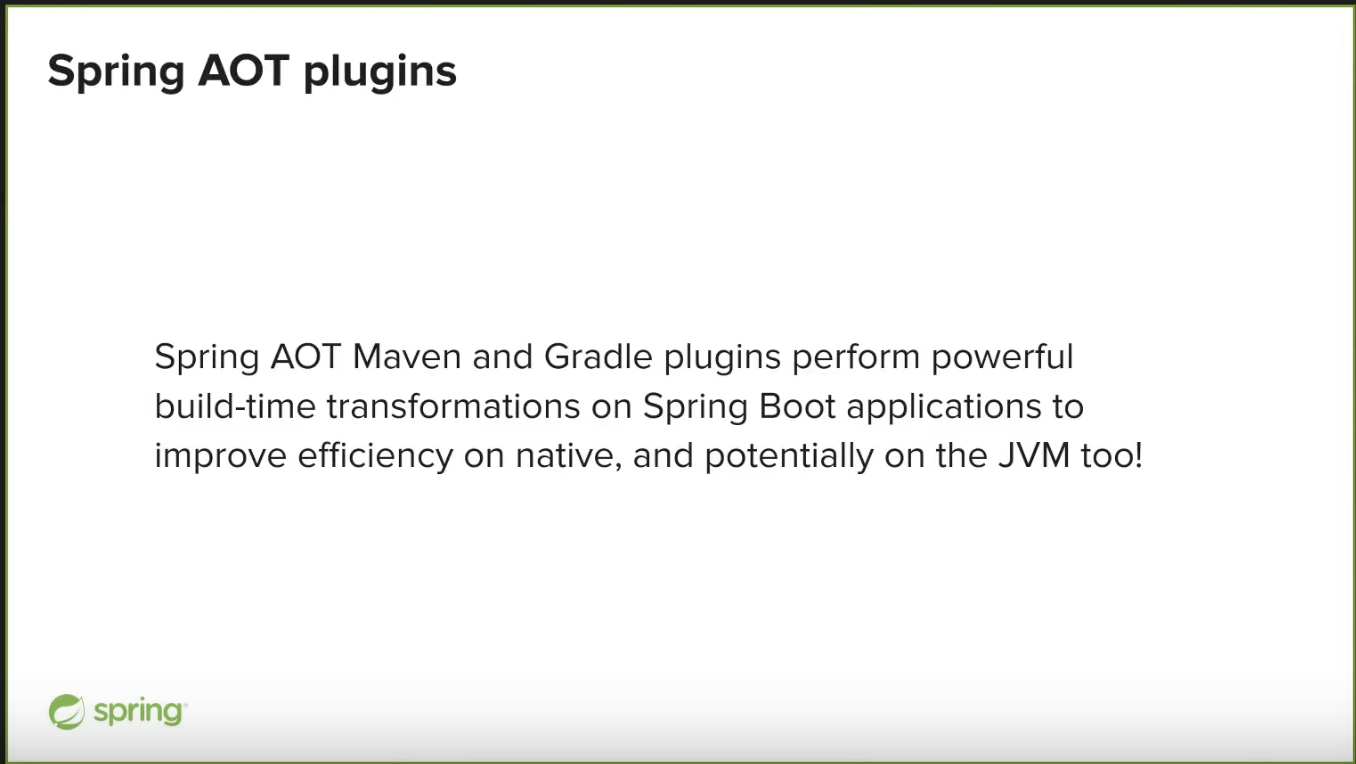 Spring AOT plugins
Spring AOT Maven and Gradle plugins perform powerful
build-time transformations on Spring Boot applications to
improve efficiency on native, and potentially on the JVM too!
spring®